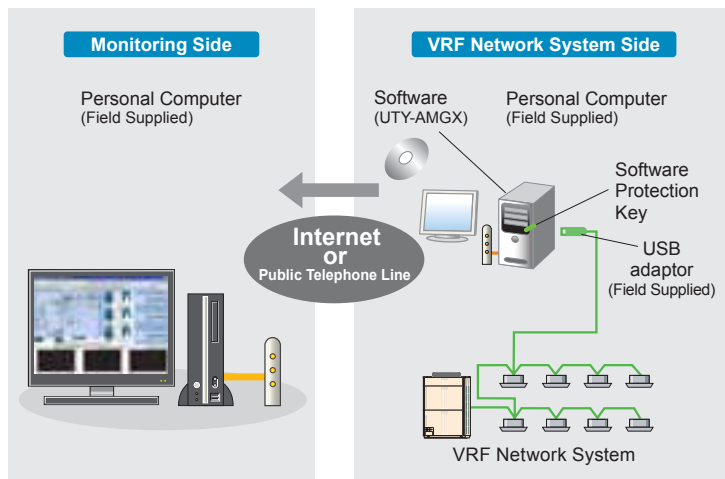 Monitoring Side
Personal Computer
(Field Supplied)
VRF Network System Side
Software
(UTY-AMGX)
Personal Computer
(Field Supplied)
Software
Protection
Key
USB
adaptor
(Field Supplied)
Internet
or
Public Telephone Line
VRF Network System